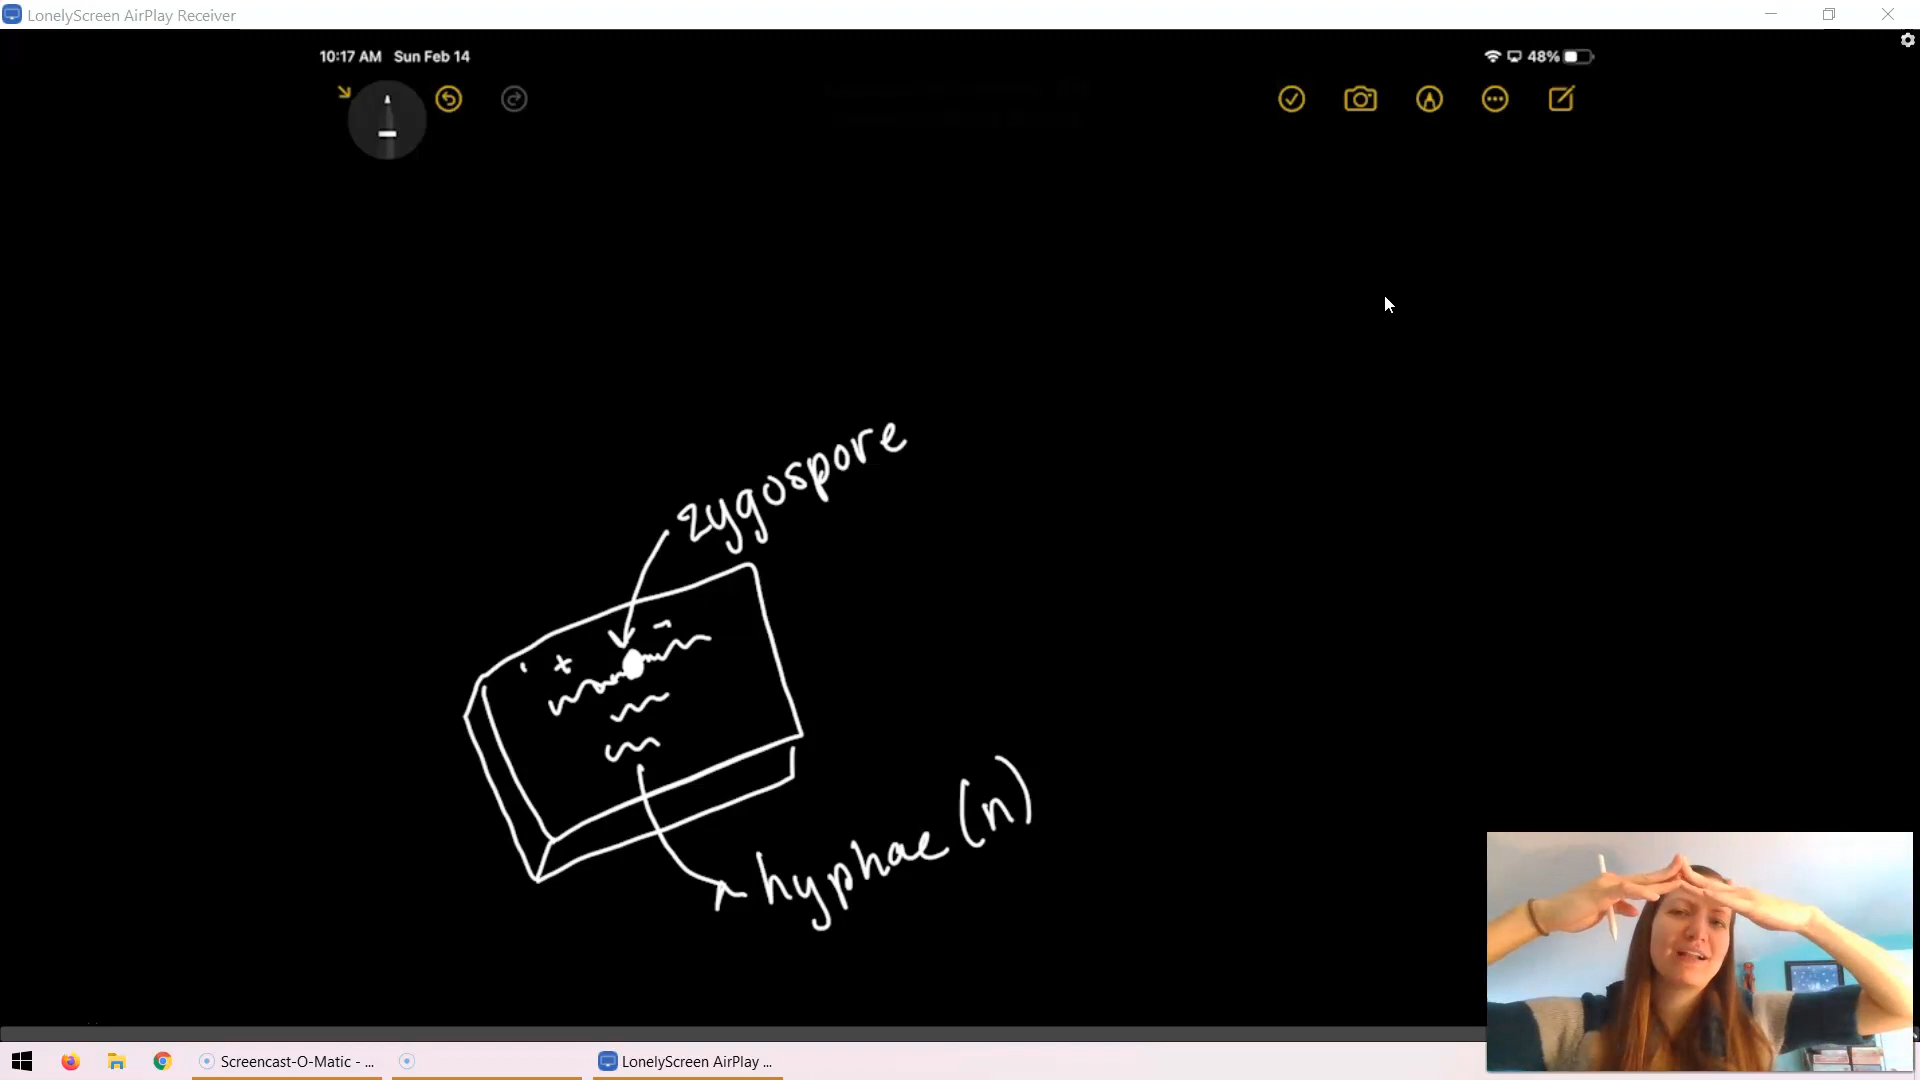 LonelyScreen AirPlay Receiver
10:17 AM Sun Feb 14
48%
zygospore
+ -
hyphae (n)
Screencast-O-Matic - ...
LonelyScreen AirPlay ...